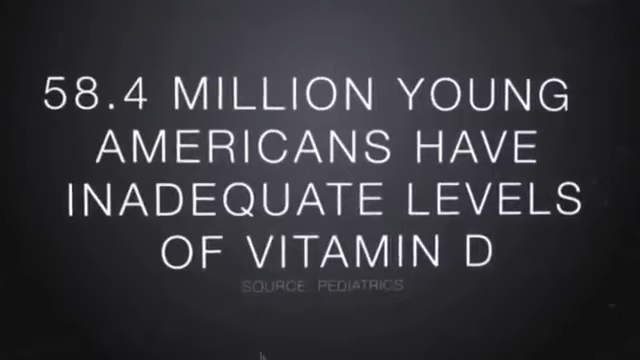 58.4 MILLION YOUNG
AMERICANS HAVE
INADEQUATE LEVELS
OF VITAMIN D
SOURCE: PEDIATRICS